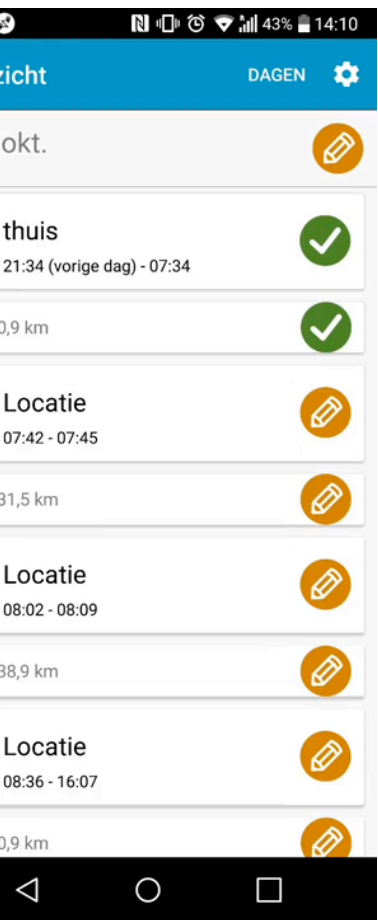 43% 14:10
zicht DAGEN
okt.
thuis
21:34 (vorige dag) - 07:34
0,9 km
Locatie
07:42 - 07:45
31,5 km
Locatie
08:02 - 08:09
38,9 km
Locatie
08:36 - 16:07
0,9 km